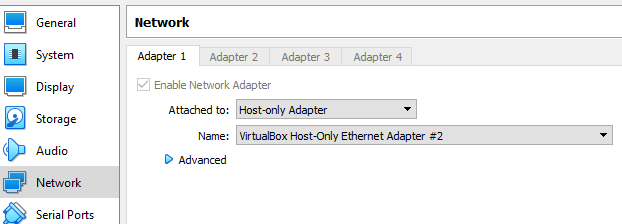 General
Network
System
Adapter 1
Adapter 2
Adapter 3
Adapter 4
Display
Enable Network Adapter
Storage
Attached to: Host-only Adapter
Audio
Name: VirtualBox Host-Only Ethernet Adapter #2
Advanced
Network
Serial Ports